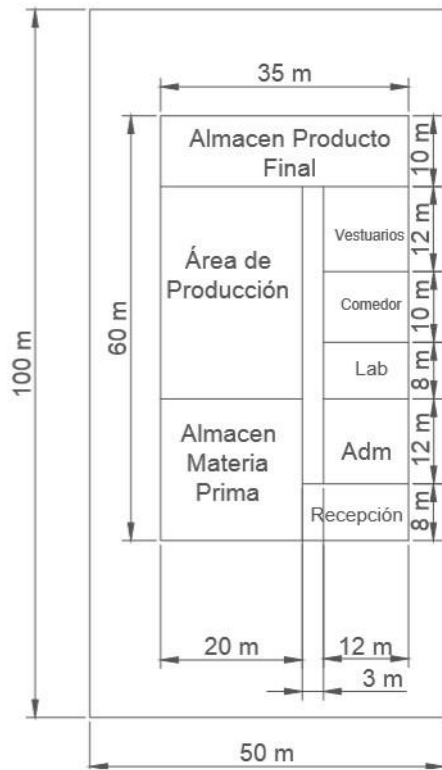 35 m
Almacen Producto
Final
10 m
Vestuarios
12 m
Área de
Producción
Comedor
10 m
60 m
100 m
Lab
8 m
Almacen
Materia
Prima
Adm
12 m
Recepción
8 m
20 m
12 m
3 m
50 m